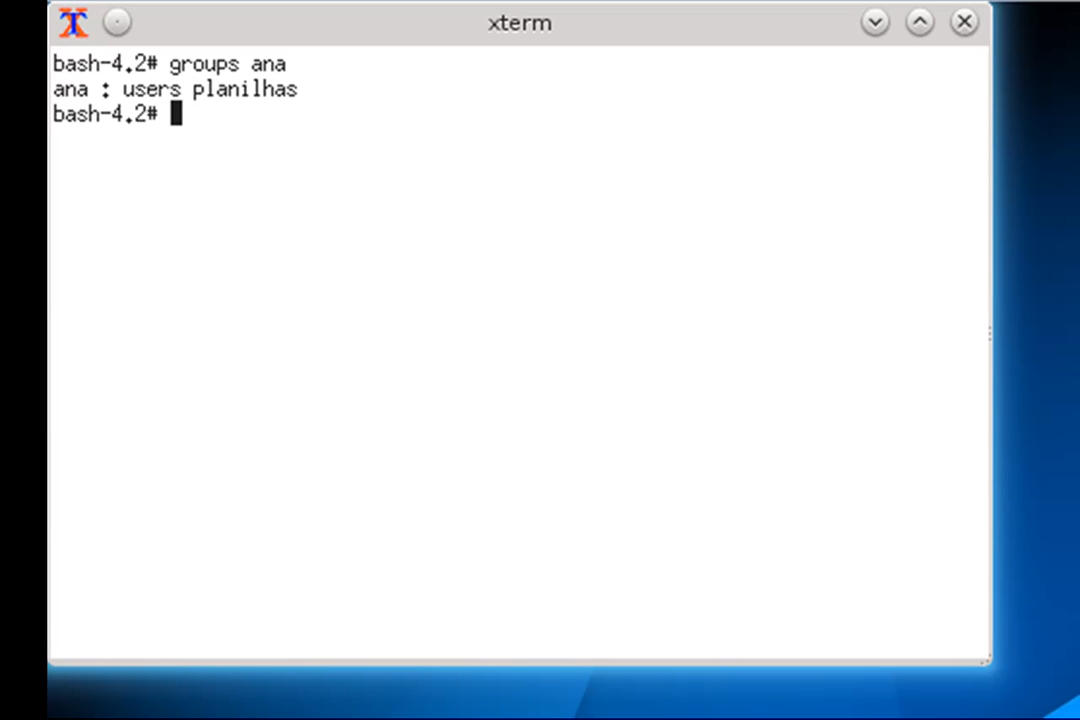 xterm
bash-4.2# groups ana
ana : users planilhas
bash-4.2#